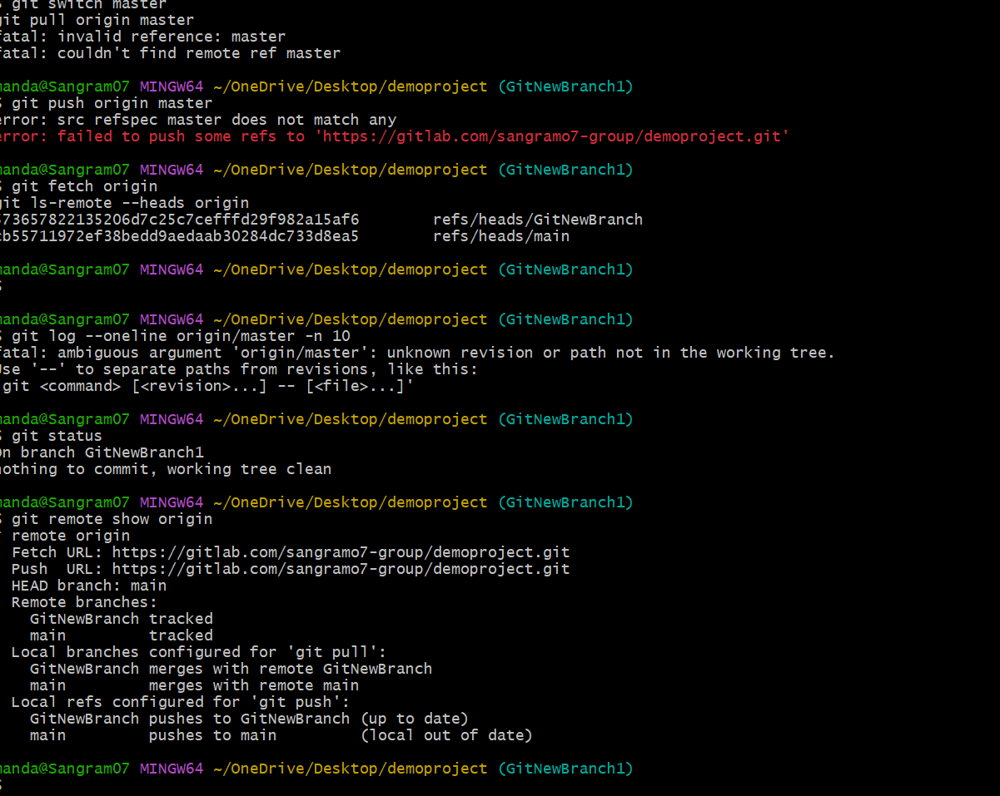 $ git switch master
git pull origin master
fatal: invalid reference: master
fatal: couldn't find remote ref master
nanda@Sangram07 MINGW64 ~/OneDrive/Desktop/demoproject (GitNewBranch1)
$ git push origin master
error: src refspec master does not match any
error: failed to push some refs to 'https://gitlab.com/sangramo7-group/demoproject.git'
nanda@Sangram07 MINGW64 ~/OneDrive/Desktop/demoproject (GitNewBranch1)
$ git fetch origin
git ls-remote --heads origin
573657822135206d7c25c7cefffd29f982a15af6 refs/heads/GitNewBranch
cb55711972ef38bedd9aedaab30284dc733d8ea5 refs/heads/main
nanda@Sangram07 MINGW64 ~/OneDrive/Desktop/demoproject (GitNewBranch1)
$
nanda@Sangram07 MINGW64 ~/OneDrive/Desktop/demoproject (GitNewBranch1)
$ git log --oneline origin/master -n 10
fatal: ambiguous argument 'origin/master': unknown revision or path not in the working tree.
Use '--' to separate paths from revisions, like this:
git <command> [<revision>...] -- [<file>...]'
nanda@Sangram07 MINGW64 ~/OneDrive/Desktop/demoproject (GitNewBranch1)
$ git status
On branch GitNewBranch1
nothing to commit, working tree clean
nanda@Sangram07 MINGW64 ~/OneDrive/Desktop/demoproject (GitNewBranch1)
$ git remote show origin
* remote origin
Fetch URL: https://gitlab.com/sangramo7-group/demoproject.git
Push  URL: https://gitlab.com/sangramo7-group/demoproject.git
HEAD branch: main
Remote branches:
GitNewBranch tracked
main tracked
Local branches configured for 'git pull':
GitNewBranch merges with remote GitNewBranch
main merges with remote main
Local refs configured for 'git push':
GitNewBranch pushes to GitNewBranch (up to date)
main pushes to main (local out of date)
nanda@Sangram07 MINGW64 ~/OneDrive/Desktop/demoproject (GitNewBranch1)
$